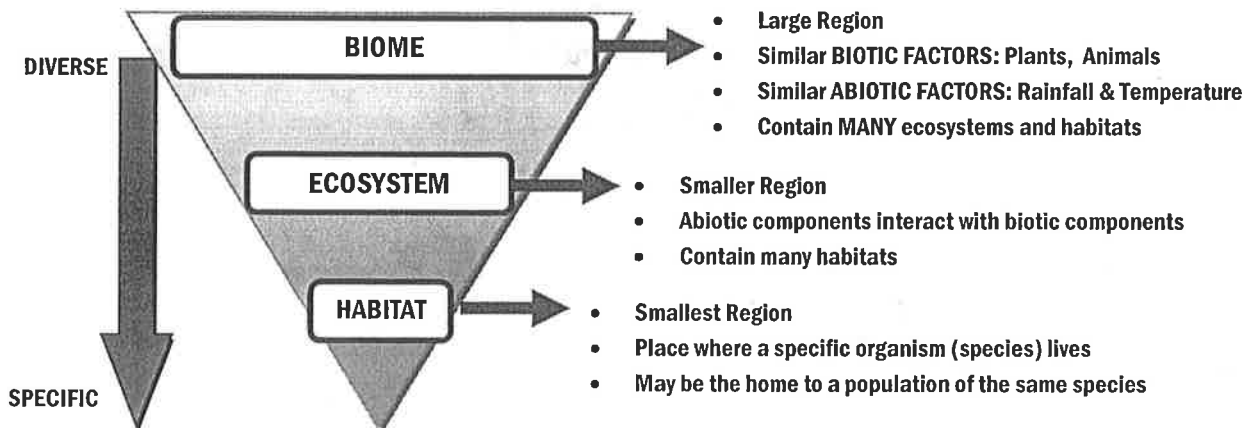 BIOME
• Large Region
• Similar BIOTIC FACTORS: Plants, Animals
• Similar ABIOTIC FACTORS: Rainfall & Temperature
• Contain MANY ecosystems and habitats
DIVERSE
ECOSYSTEM
• Smaller Region
• Abiotic components interact with biotic components
• Contain many habitats
HABITAT
• Smallest Region
• Place where a specific organism (species) lives
• May be the home to a population of the same species
SPECIFIC